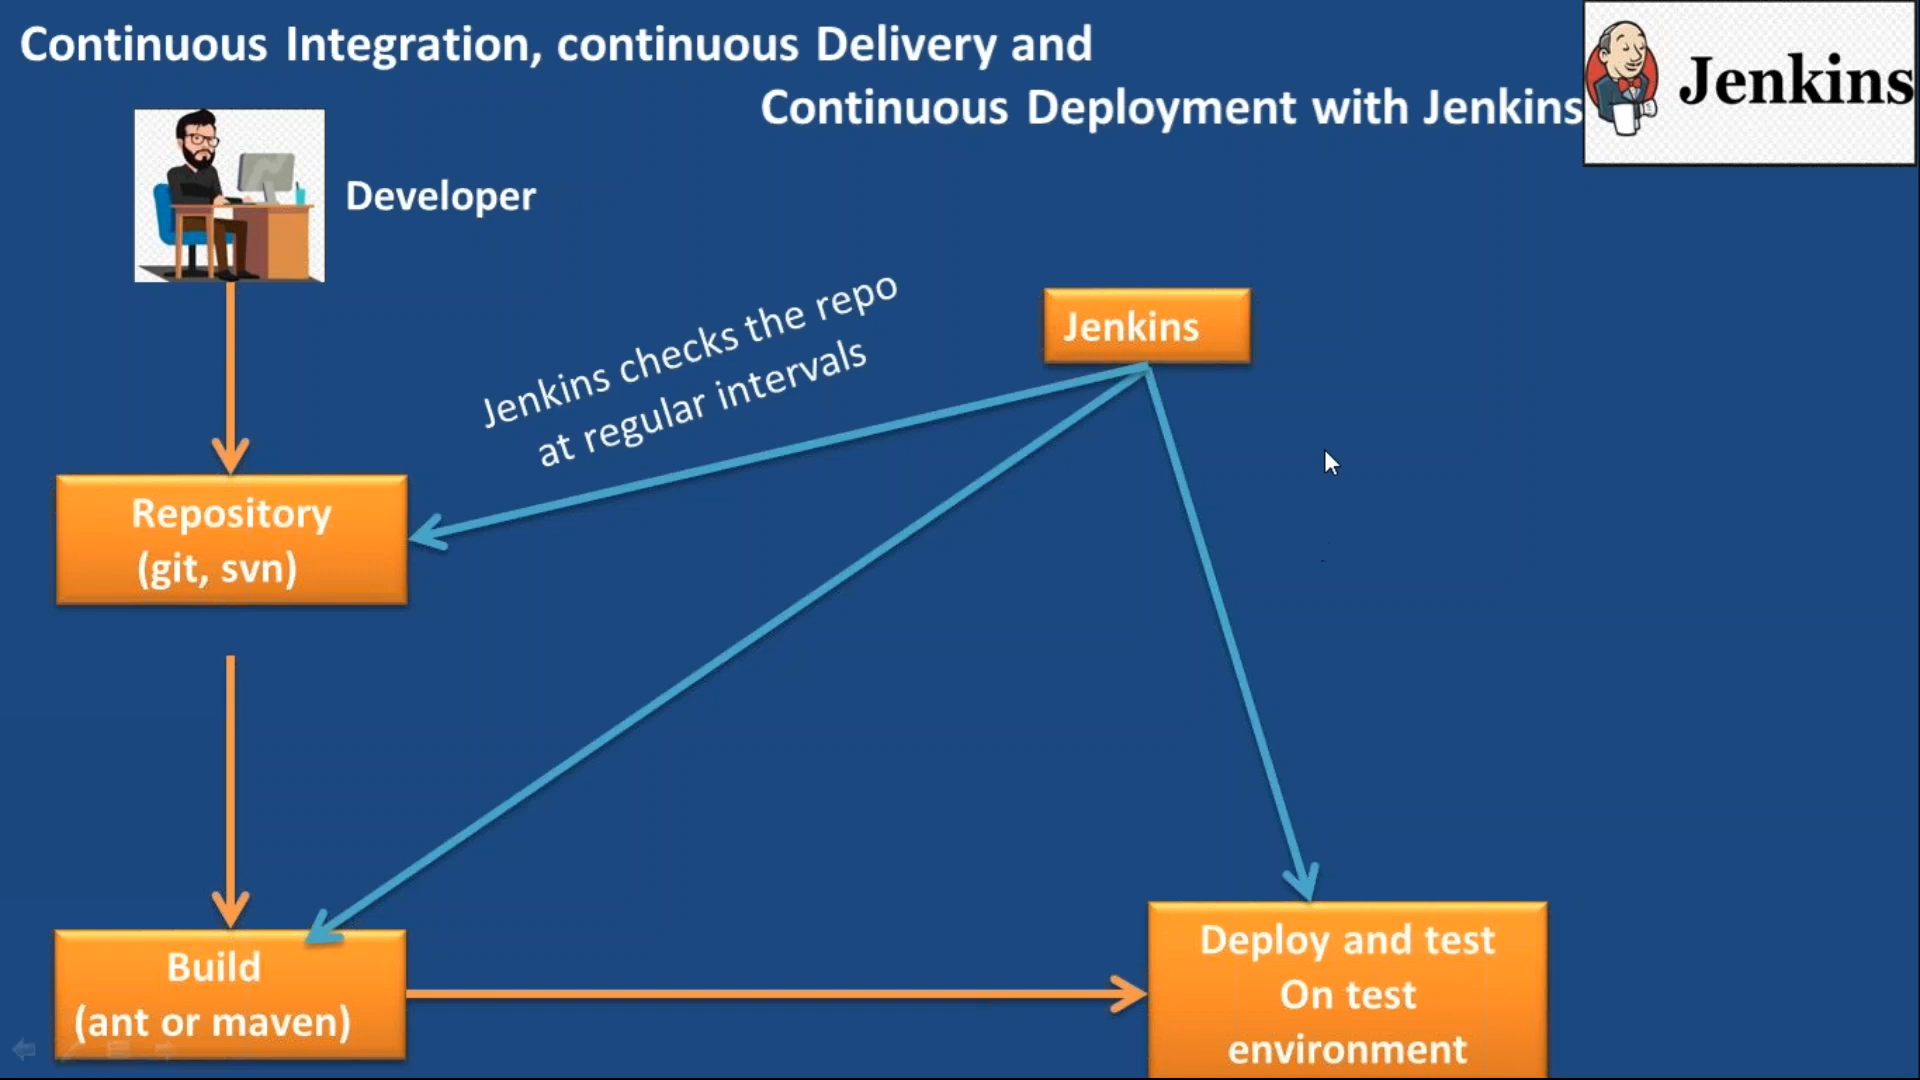 Continuous Integration, continuous Delivery and
Continuous Deployment with Jenkins
Jenkins
Developer
Jenkins checks the repo
at regular intervals
Jenkins
Repository
(git, svn)
Build
(ant or maven)
Deploy and test
On test
environment